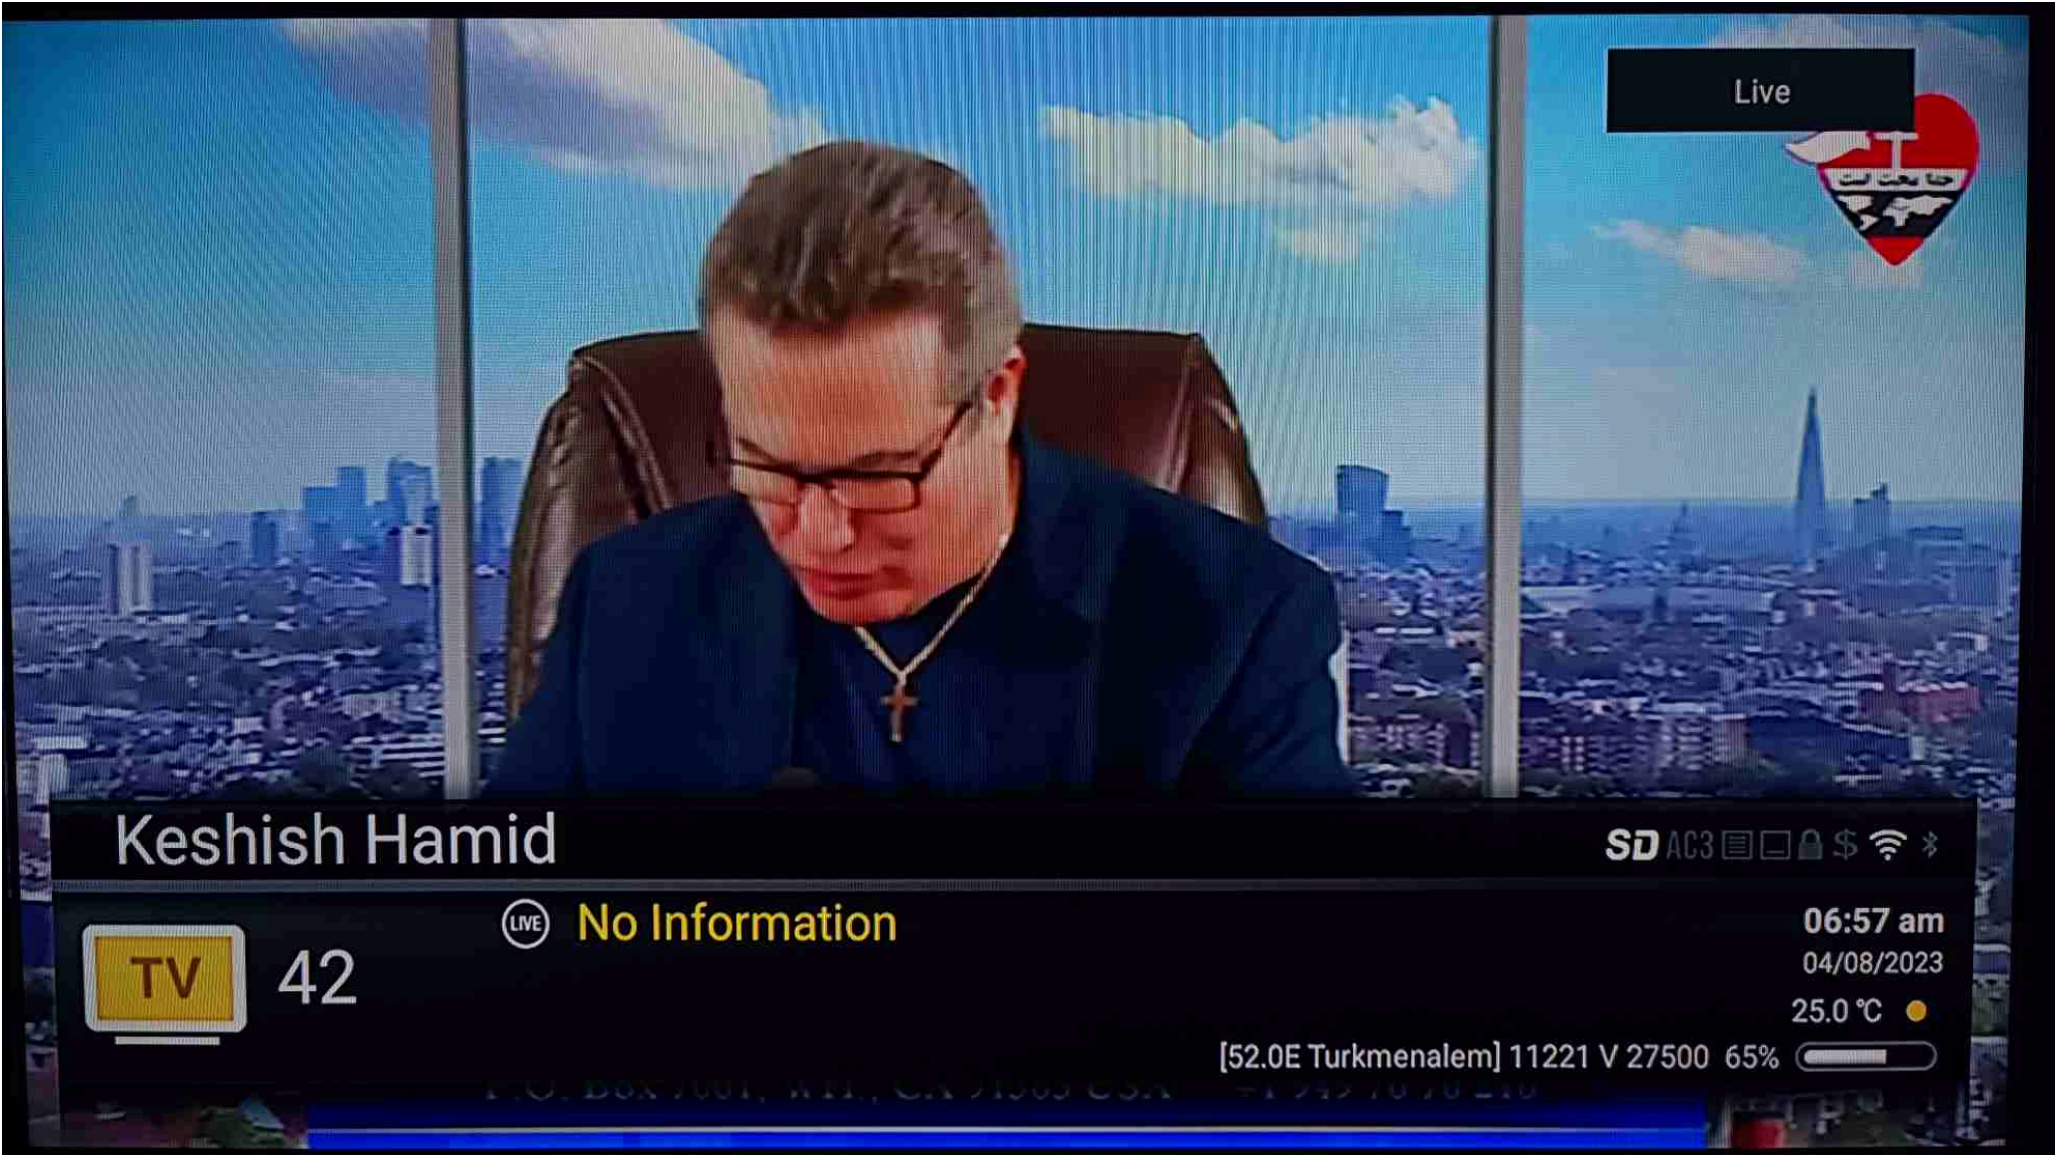 Live
Keshish Hamid
SD AC3 $
LIVE No Information
TV 42
06:57 am
04/08/2023
25.0 °C
[52.0E Turkmenalem] 11221 V 27500 65%